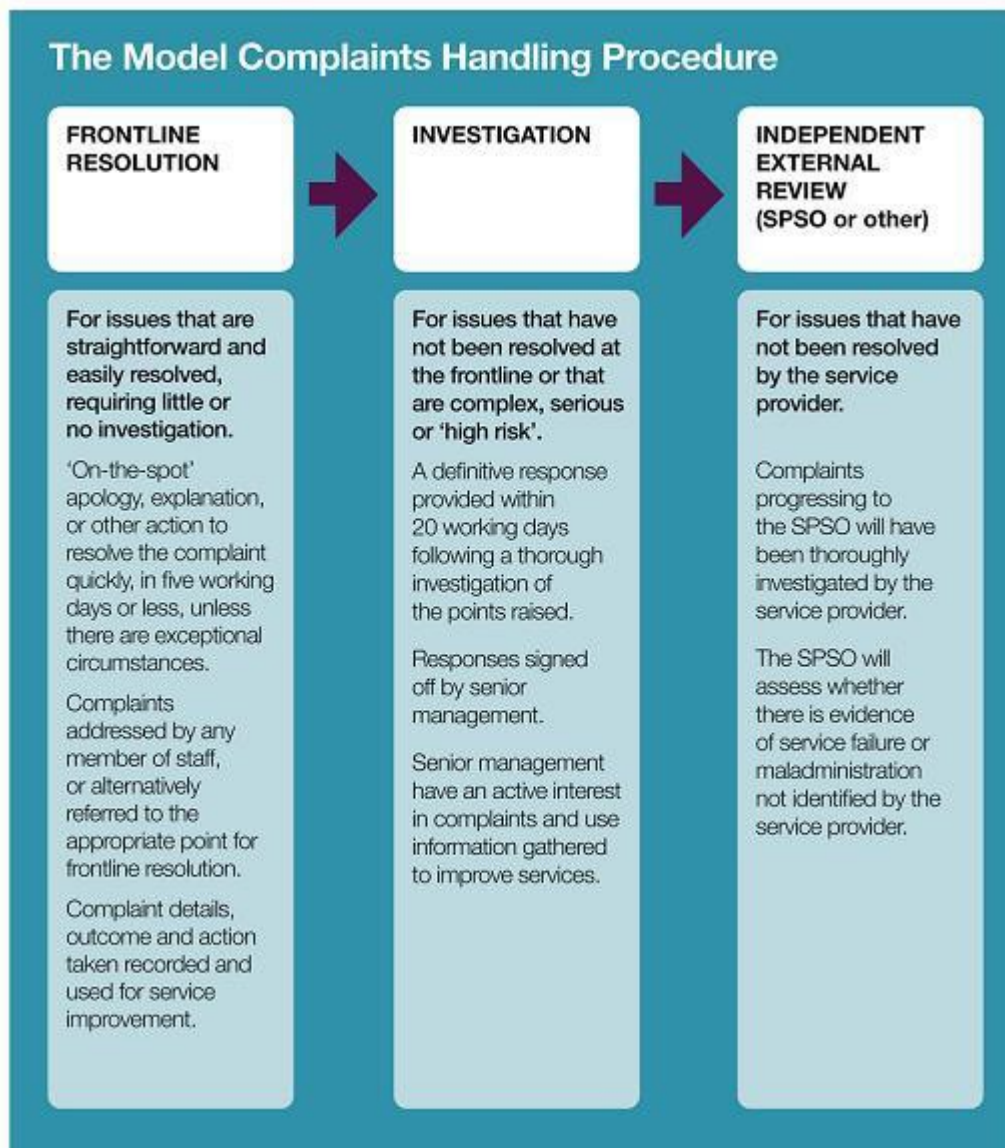 The Model Complaints Handling Procedure
FRONTLINE
RESOLUTION
For issues that are
straightforward and
easily resolved,
requiring little or
no investigation.
‘On-the-spot’
apology, explanation,
or other action to
resolve the complaint
quickly, in five working
days or less, unless
there are exceptional
circumstances.
Complaints
addressed by any
member of staff,
or alternatively
referred to the
appropriate point for
frontline resolution.
Complaint details,
outcome and action
taken recorded and
used for service
improvement.
INVESTIGATION
For issues that have
not been resolved at
the frontline or that
are complex, serious
or ‘high risk’.
A definitive response
provided within
20 working days
following a thorough
investigation of
the points raised.
Responses signed
off by senior
management.
Senior management
have an active interest
in complaints and use
information gathered
to improve services.
INDEPENDENT
EXTERNAL
REVIEW
(SPSO or other)
For issues that have
not been resolved
by the service
provider.
Complaints
progressing to
the SPSO will have
been thoroughly
investigated by the
service provider.
The SPSO will
assess whether
there is evidence
of service failure or
maladministration
not identified by the
service provider.